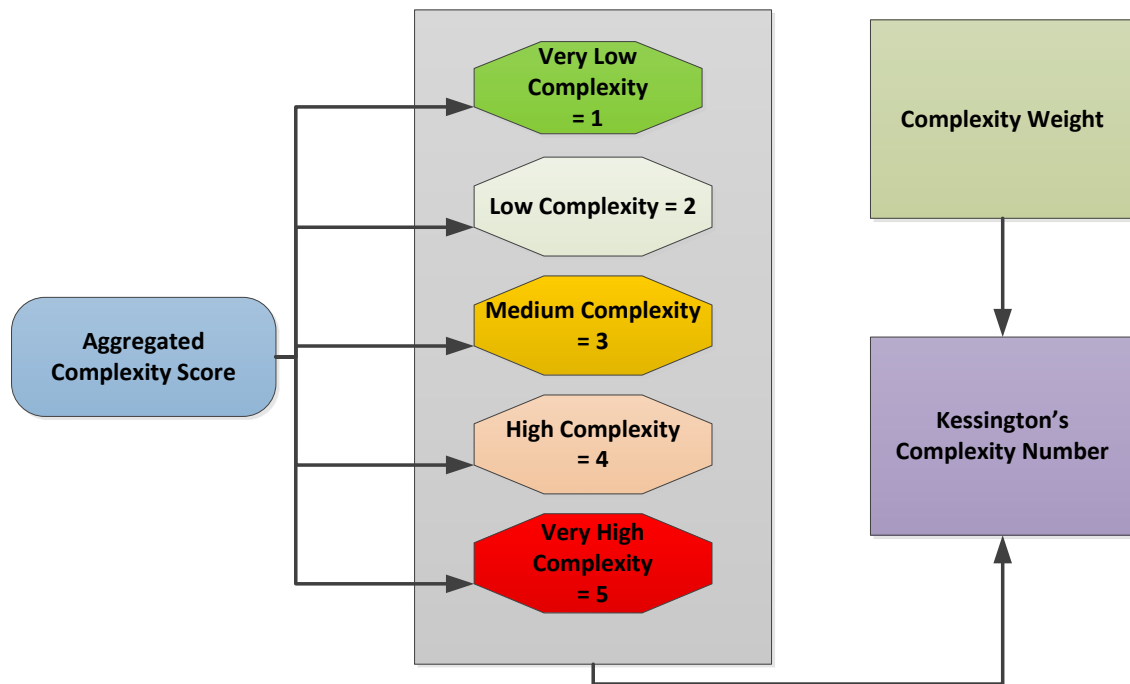 Very Low
Complexity
= 1
Low Complexity = 2
Medium Complexity
= 3
High Complexity
= 4
Very High
Complexity
= 5
Aggregated
Complexity Score
Complexity Weight
Kessington’s
Complexity Number